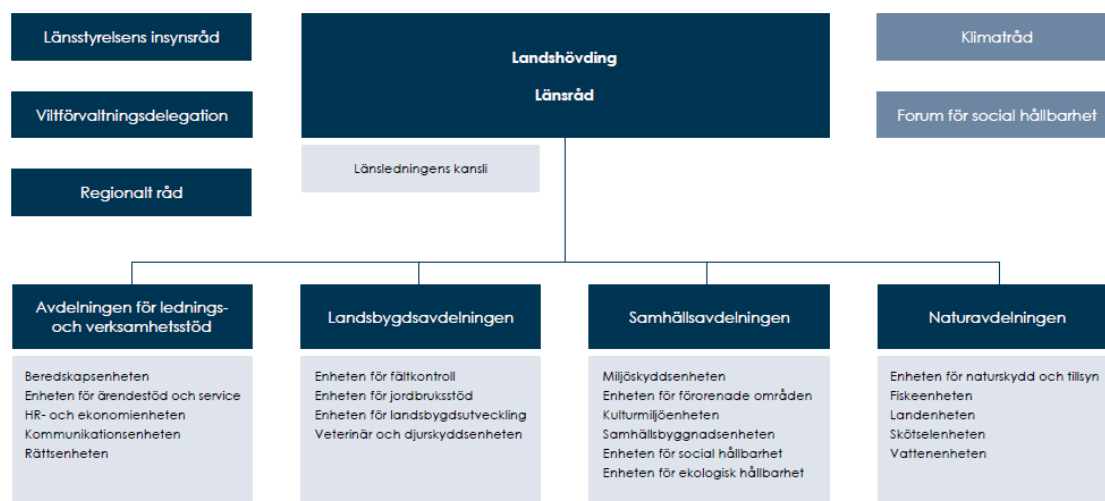 Länsstyrelsens insynsråd
Viltförvaltningsdelegation
Regionalt råd
Landshövding
Länsråd
Länsledningens kansli
Klimatråd
Forum för social hållbarhet
Avdelningen för lednings-
och verksamhetsstöd
Beredskapsenheten
Enheten för ärendestöd och service
HR- och ekonomienheten
Kommunikationsenheten
Rättsenheten
Landsbygdsavdelningen
Enheten för fältkontroll
Enheten för jordbruksstöd
Enheten för landsbygdsutveckling
Veterinär och djurskyddsenheten
Samhällsavdelningen
Miljöskyddsenheten
Enheten för förorenade områden
Kulturmiljöenheten
Samhällsbyggnadsenheten
Enheten för social hållbarhet
Enheten för ekologisk hållbarhet
Naturavdelningen
Enheten för naturskydd och tillsyn
Fiskeenheten
Landenheten
Skötselenheten
Vattenenheten